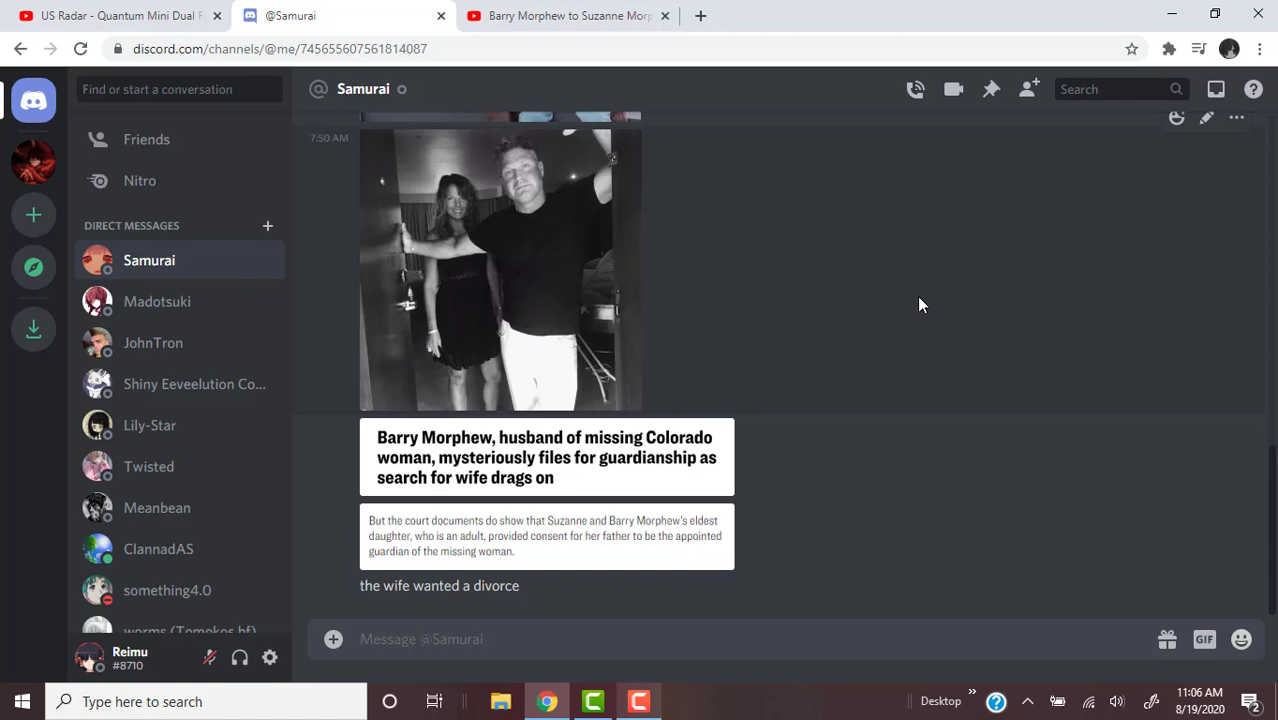 US Radar - Quantum Mini Dual F
@Samurai
Barry Morphew to Suzanne Morp
discord.com/channels/@me/745655607561814087
Find or start a conversation
@ Samurai
Search
Friends
Nitro
DIRECT MESSAGES
Samurai
Madotsuki
JohnTron
Shiny Eeveelution Co...
Lily-Star
Twisted
Meanbean
ClannadAS
something4.0
worms (Tomokos bf)
Reimu
#8710
7:50 AM
Barry Morphew, husband of missing Colorado
woman, mysteriously files for guardianship as
search for wife drags on
But the court documents do show that Suzanne and Barry Morphew's eldest
daughter, who is an adult, provided consent for her father to be the appointed
guardian of the missing woman.
the wife wanted a divorce
Message @Samurai
GIF
Type here to search
Desktop
11:06 AM
8/19/2020
2